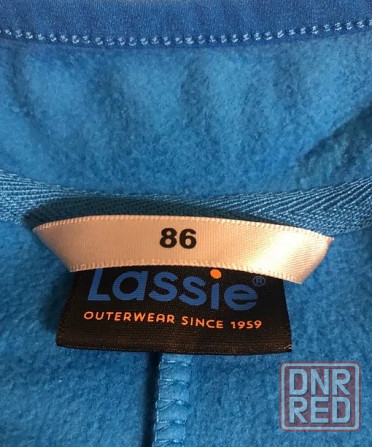 86
Lassie®
OUTERWEAR SINCE 1959
DNR
RED